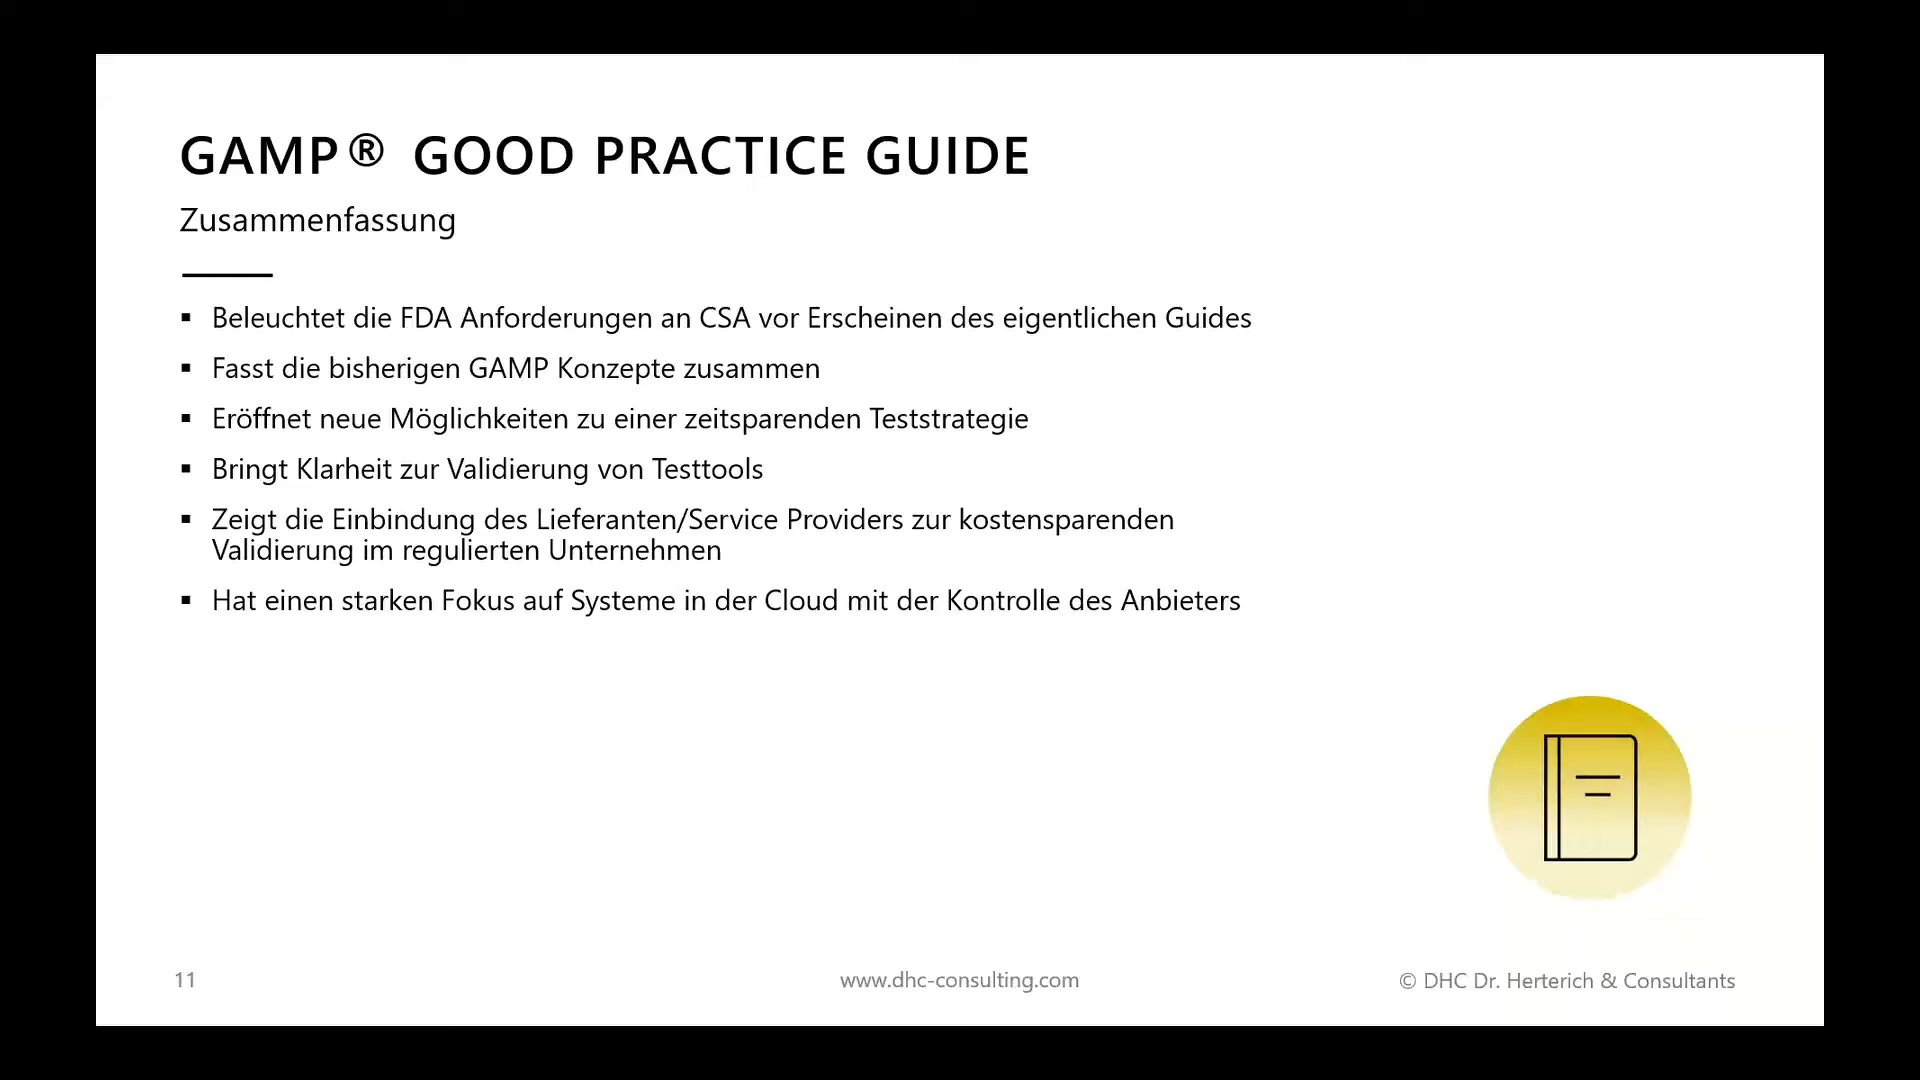 GAMP® GOOD PRACTICE GUIDE
Zusammenfassung
▪ Beleuchtet die FDA Anforderungen an CSA vor Erscheinen des eigentlichen Guides
▪ Fasst die bisherigen GAMP Konzepte zusammen
▪ Eröffnet neue Möglichkeiten zu einer zeitsparenden Teststrategie
▪ Bringt Klarheit zur Validierung von Testtools
▪ Zeigt die Einbindung des Lieferanten/Service Providers zur kostensparenden
Validierung im regulierten Unternehmen
▪ Hat einen starken Fokus auf Systeme in der Cloud mit der Kontrolle des Anbieters
11
www.dhc-consulting.com
© DHC Dr. Herterich & Consultants